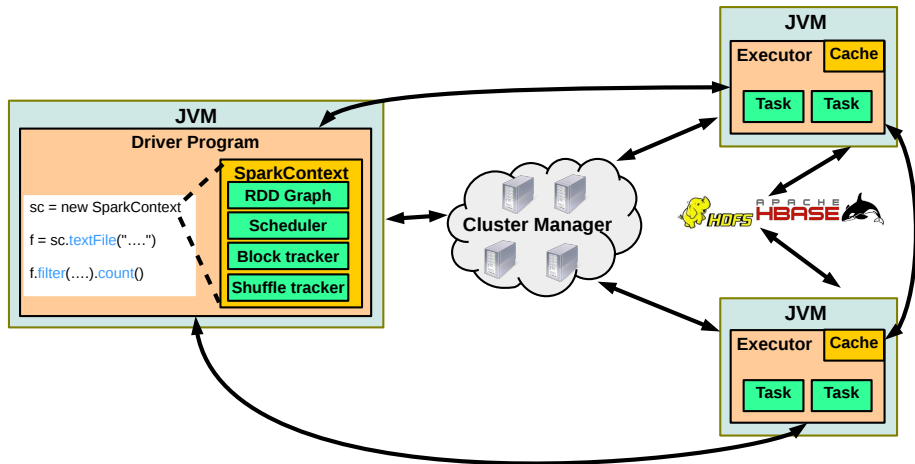 JVM
Driver Program
sc = new SparkContext
f = sc.textFile("....")
f.filter(....).count()
SparkContext
RDD Graph
Scheduler
Block tracker
Shuffle tracker
Cluster Manager
JVM
Executor
Cache
Task
Task
HDFS
APACHE
HBASE
JVM
Executor
Cache
Task
Task